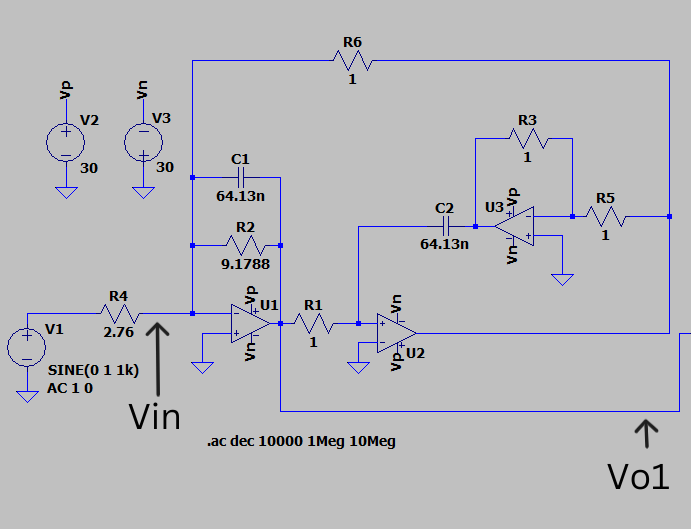 R6
1
Vp
Vn
V2
30
V3
30
R3
1
C1
64.13n
C2
64.13n
U3
Vp
Vn
R5
1
R2
9.1788
Vp
U1
Vn
R1
1
Vn
U2
Vp
R4
2.76
V1
SINE(0 1 1k)
AC 1 0
Vin
.ac dec 10000 1Meg 10Meg
Vo1